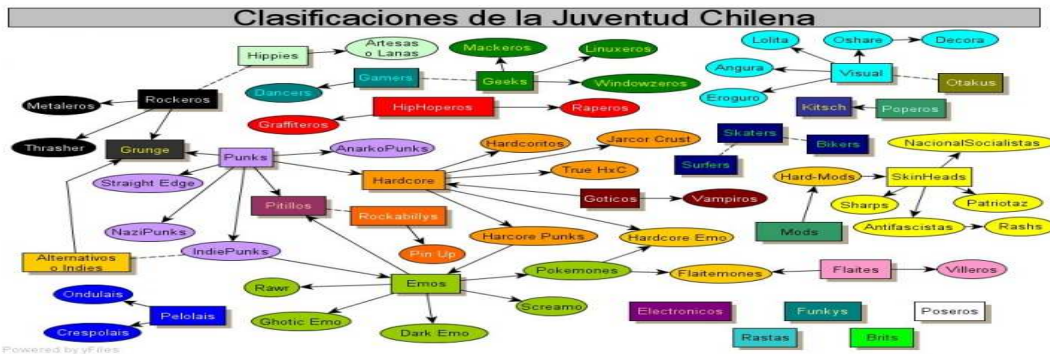 Clasificaciones de la Juventud Chilena
Hippies
Artesas
o Lanas
Mackeros
Linuxeros
Lolita
Oshare
Decora
Gamers
Geeks
Dancers
Windowzeros
Angura
Visual
Otakus
Eroguro
Metaleros
Rockeros
HipHoperos
Raperos
Graffiteros
Kitsch
Poperos
Thrasher
Grunge
Punks
AnarkoPunks
Hardcoritos
Jarcor Crust
Skaters
Bikers
Surfers
NacionalSocialistas
Straight Edge
Hardcore
True HxC
Hard-Mods
SkinHeads
Pitillos
Rockabillys
Goticos
Vampiros
Sharps
Patriotaz
NaziPunks
Harcore Punks
Hardcore Emo
Mods
Antifascistas
Rashs
Alternativos
o Indies
IndiePunks
Pin Up
Pokemones
Flaitemones
Flaites
Villeros
Rawr
Emos
Ondulais
Pelolais
Crespolais
Ghotic Emo
Dark Emo
Screamo
Electronicos
Funkys
Poseros
Rastas
Brits
Powered by yFiles